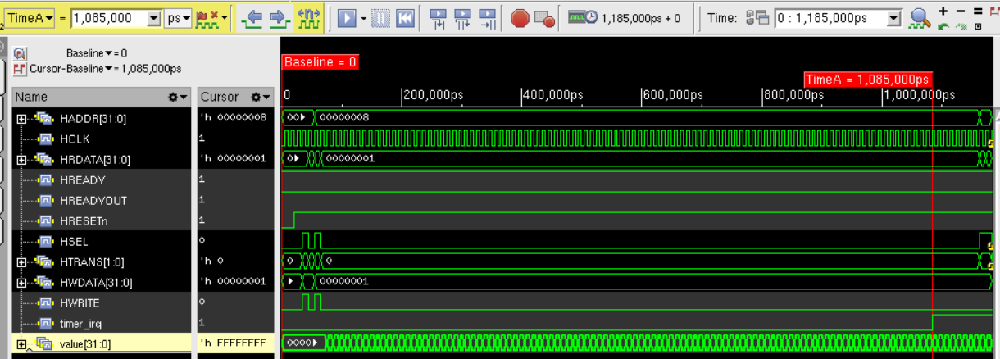 TimeA = 1,085,000 ps 1,185,000ps + 0 Time: 0 : 1,185,000ps
2
Baseline = 0
Cursor-Baseline = 1,085,000ps
Baseline = 0
TimeA = 1,085,000ps
Name Cursor 0 200,000ps 400,000ps 600,000ps 800,000ps 1,000,000ps
HADDR[31:0] 'h 00000008 00 00000008
HCLK 1
HRDATA[31:0] 'h 00000001 0 00000001
HREADY 1
HREADYOUT 1
HRESETn 1
HSEL 0
HTRANS[1:0] 'h 0 0 0
HWDATA[31:0] 'h 00000001 00000001
HWRITE 0
timer_irq 1
value[31:0] 'h FFFFFFFF 0000